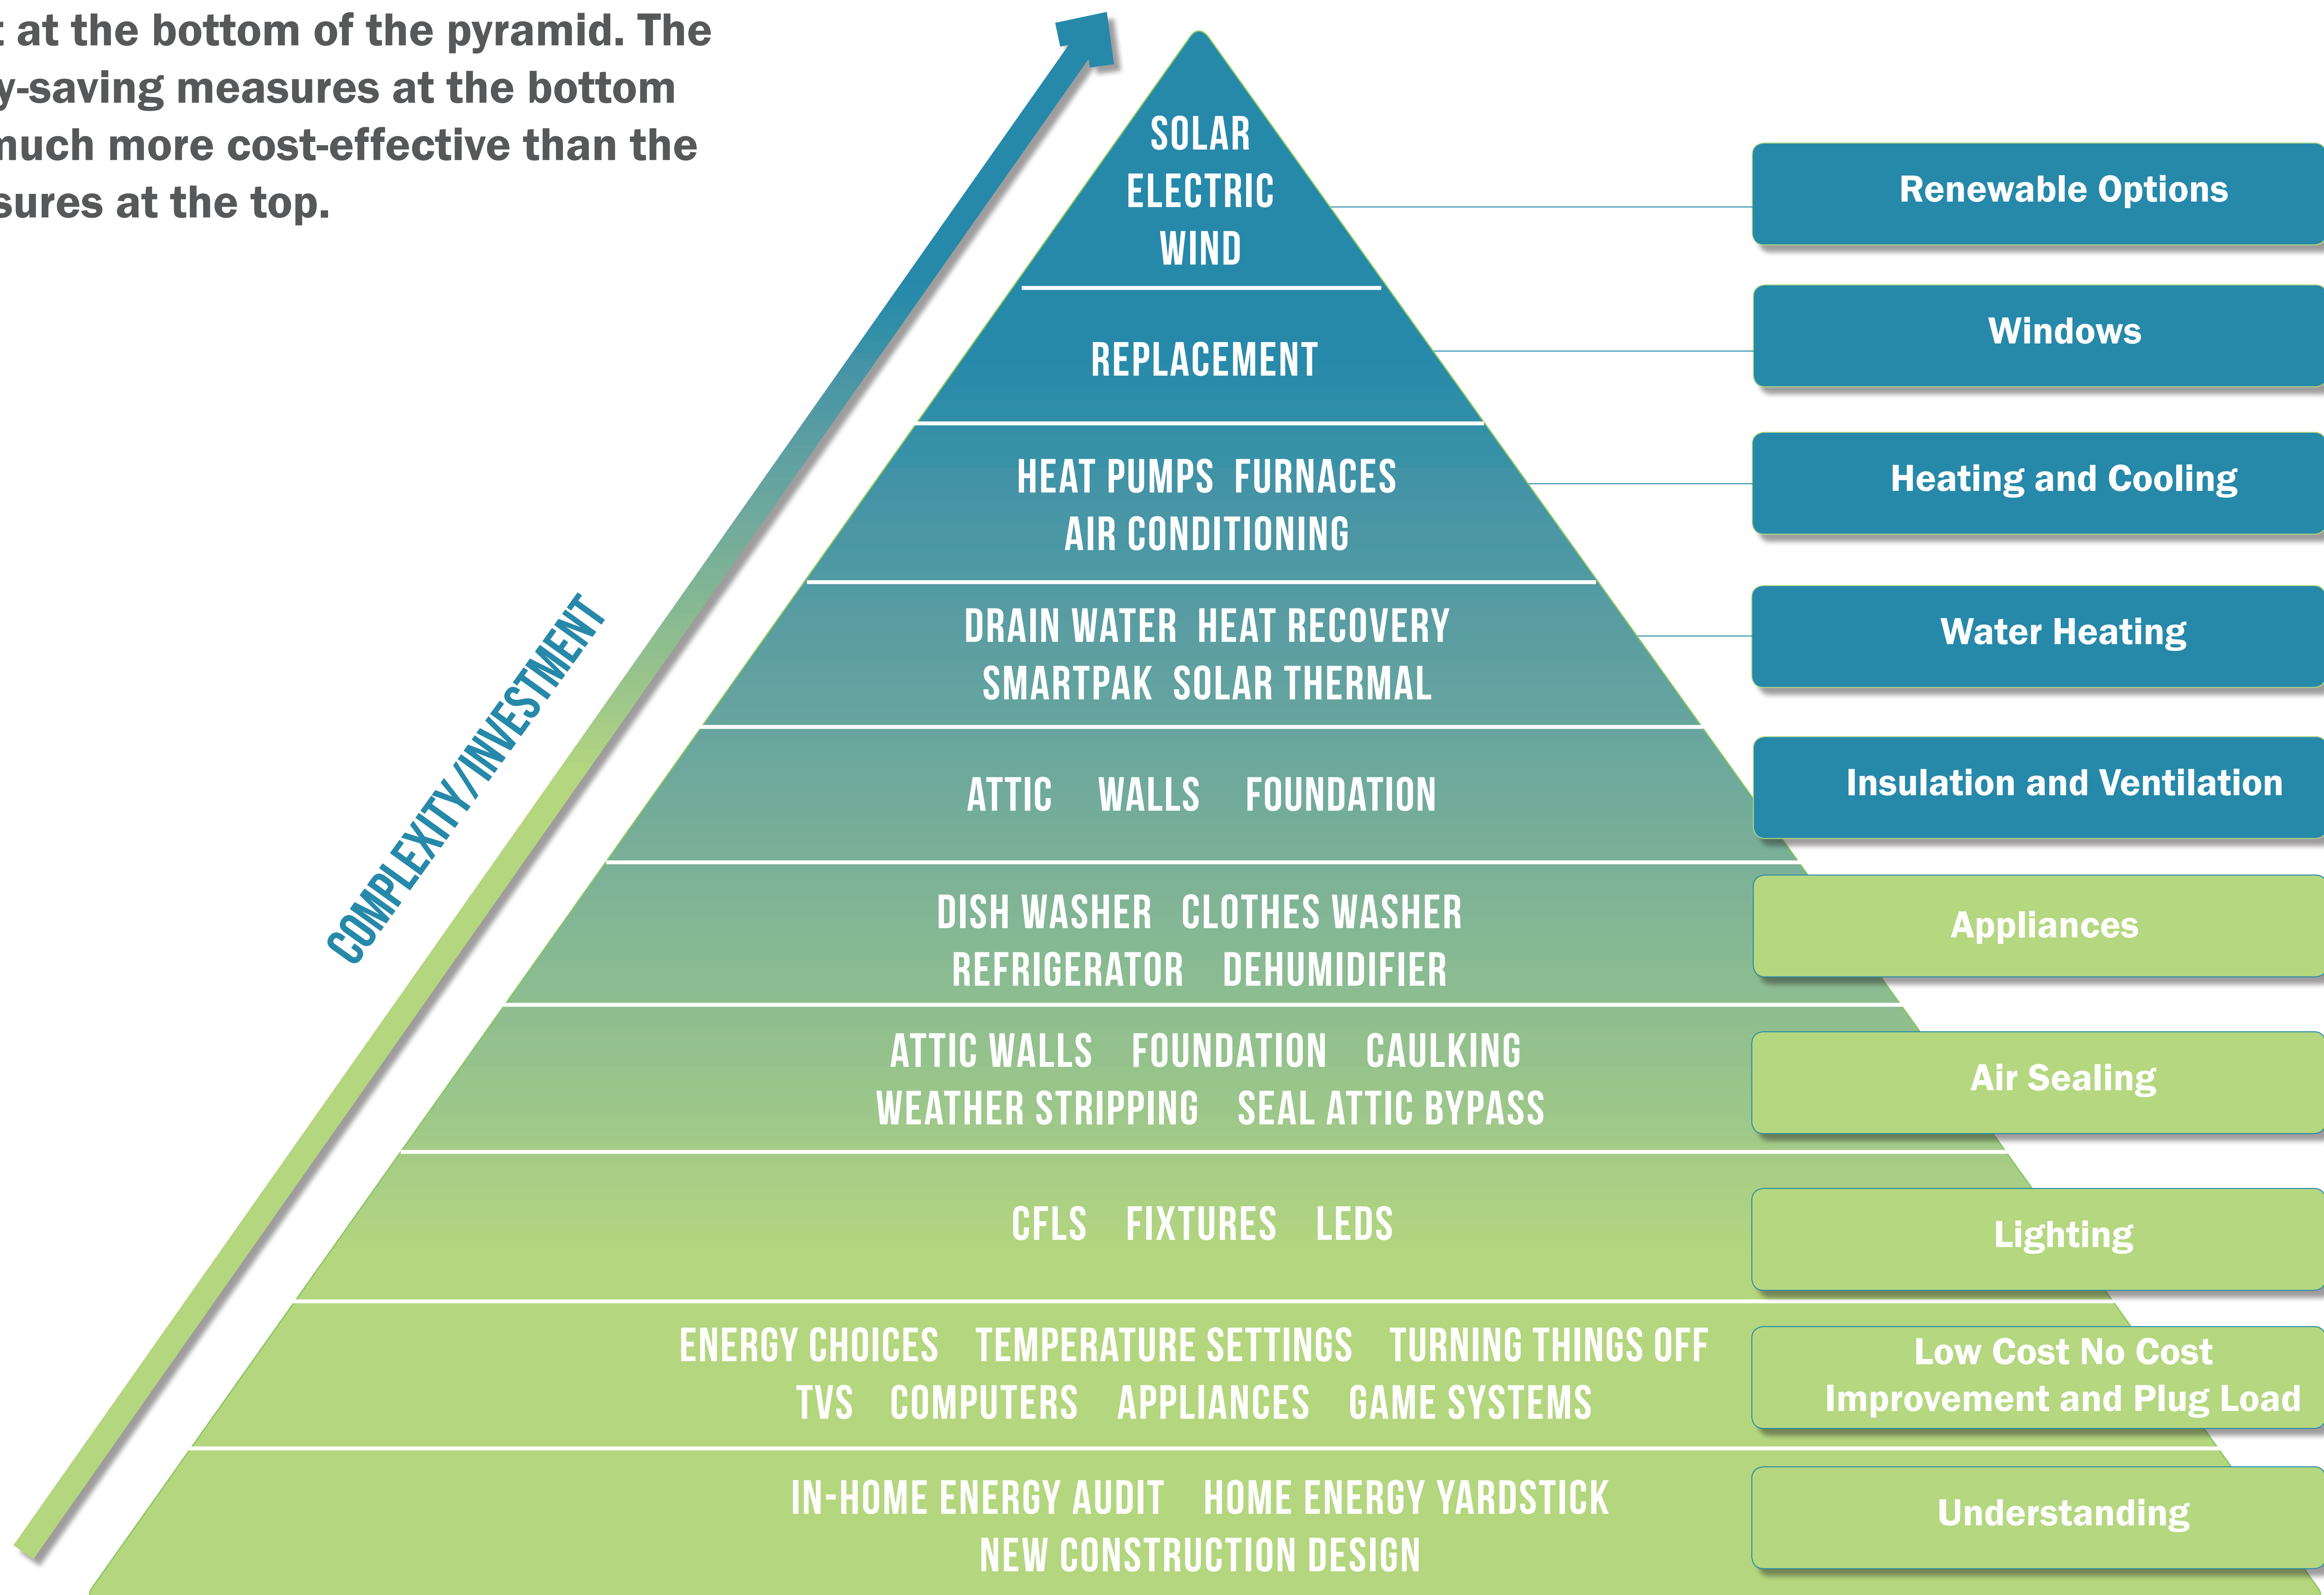 at the bottom of the pyramid. The
y-saving measures at the bottom
much more cost-effective than the
sures at the top.
SOLAR
ELECTRIC
WIND
Renewable Options
REPLACEMENT
Windows
HEAT PUMPS FURNACES
AIR CONDITIONING
Heating and Cooling
DRAIN WATER HEAT RECOVERY
SMARTPAK SOLAR THERMAL
Water Heating
COMPLEXITY/INVESTMENT
ATTIC WALLS FOUNDATION
Insulation and Ventilation
DISH WASHER CLOTHES WASHER
REFRIGERATOR DEHUMIDIFIER
Appliances
ATTIC WALLS FOUNDATION CAULKING
WEATHER STRIPPING SEAL ATTIC BYPASS
Air Sealing
CFLS FIXTURES LEDS
Lighting
ENERGY CHOICES TEMPERATURE SETTINGS TURNING THINGS OFF
TVS COMPUTERS APPLIANCES GAME SYSTEMS
Low Cost No Cost
Improvement and Plug Load
IN-HOME ENERGY AUDIT HOME ENERGY YARDSTICK
NEW CONSTRUCTION DESIGN
Understanding